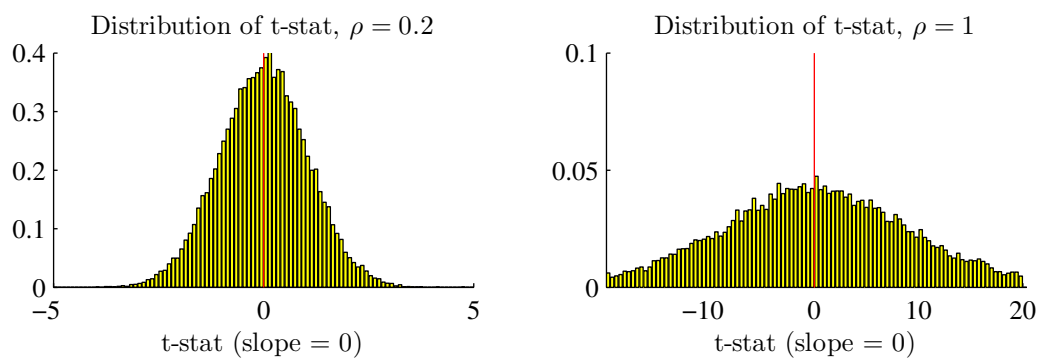 Distribution of t-stat, ρ = 0.2
0.4
0.3
0.2
0.1
0
−5 0 5
t-stat (slope = 0)
Distribution of t-stat, ρ = 1
0.1
0.05
0
−10 0 10 20
t-stat (slope = 0)